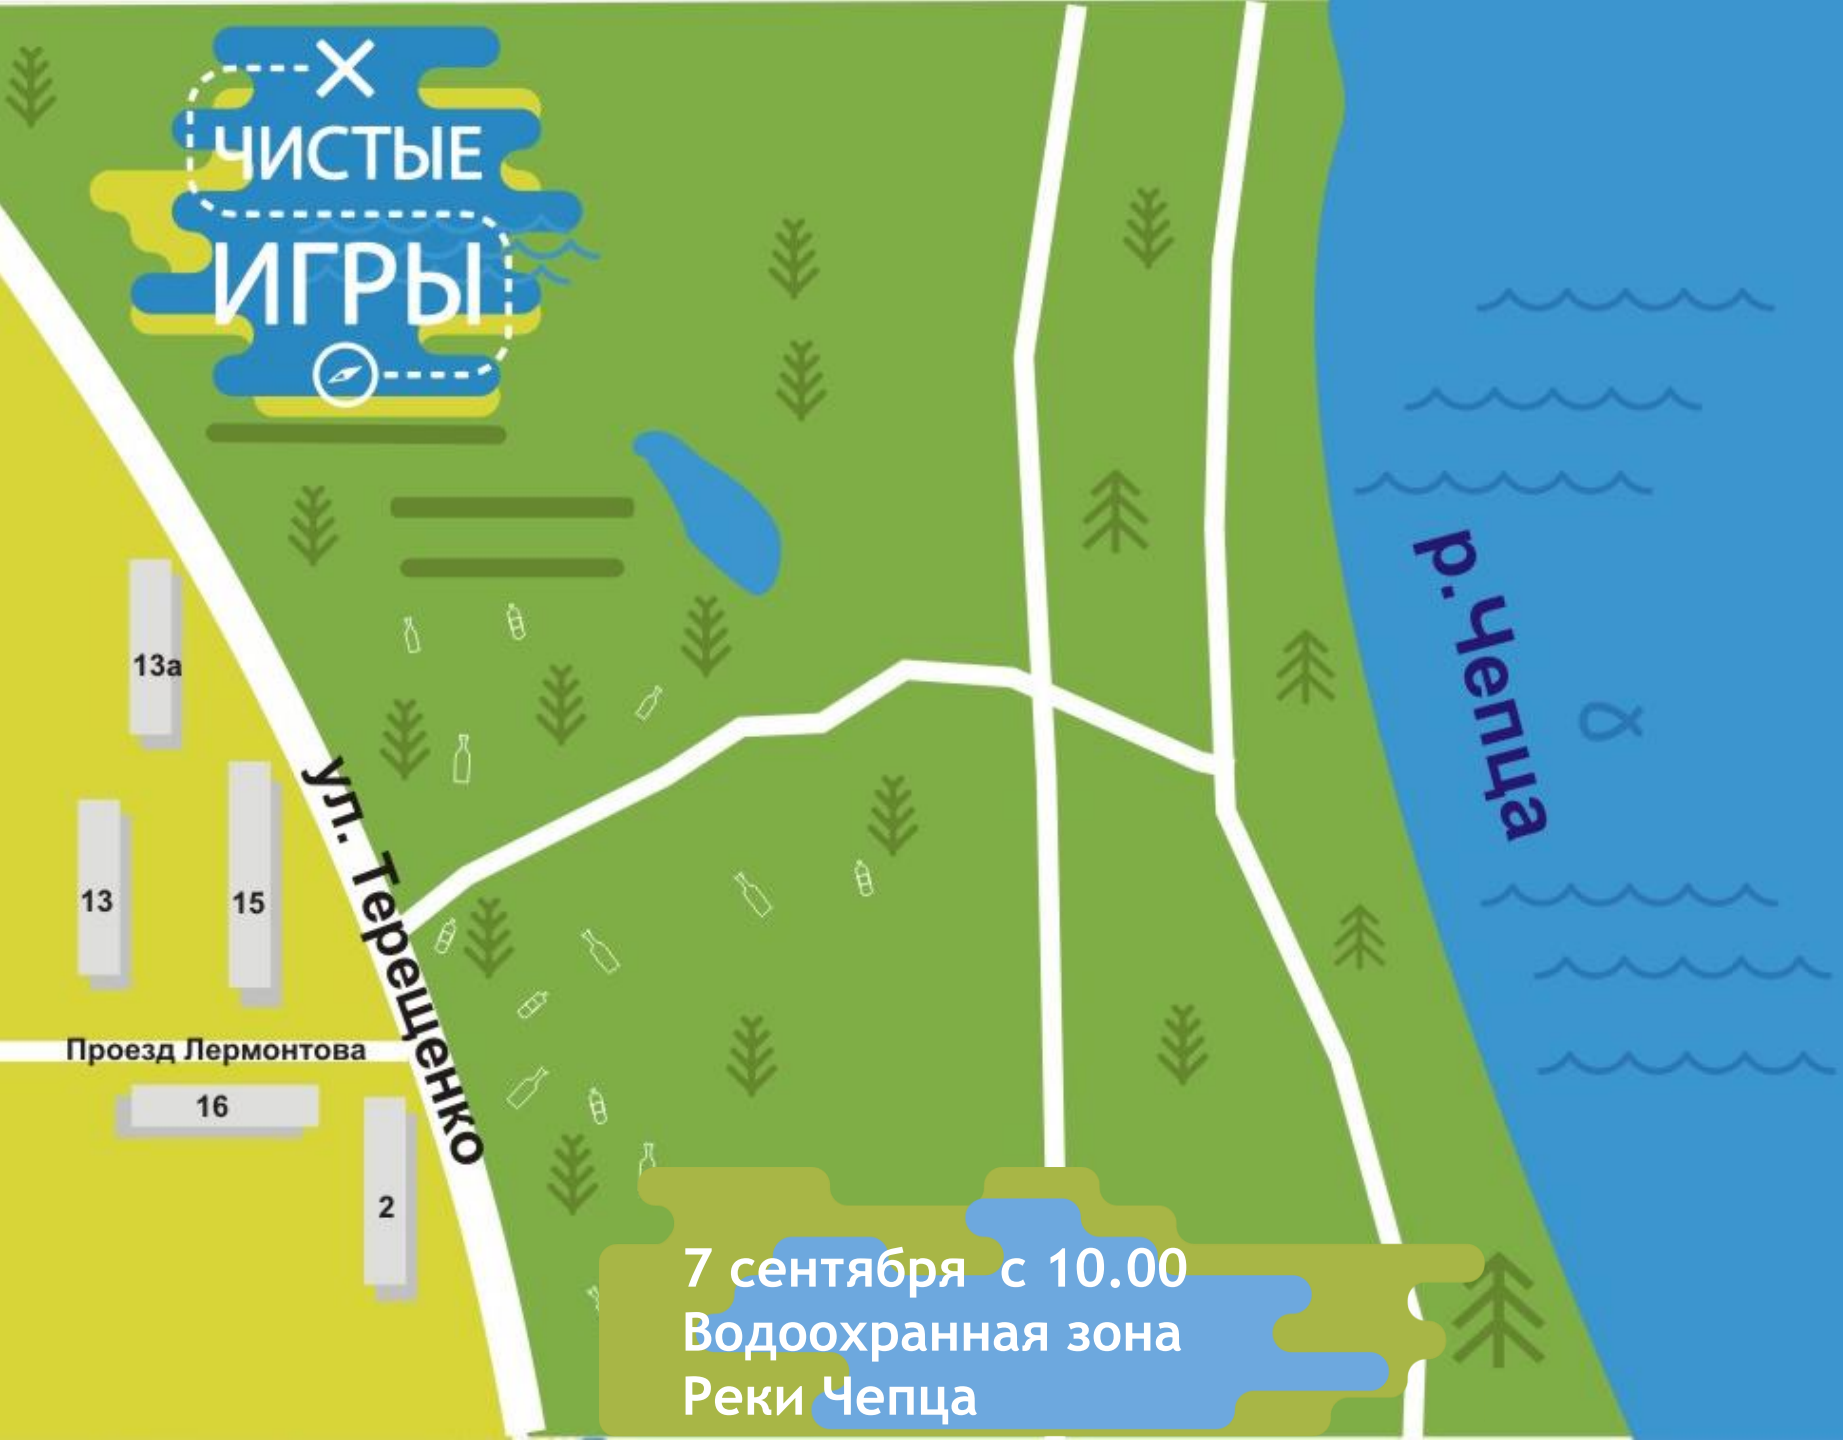 ЧИСТЫЕ
ИГРЫ
р.Чепца
13а
ул. Терещенко
13
15
Проезд Лермонтова
16
2
7 сентября с 10.00
Водоохранная зона
Реки Чепца